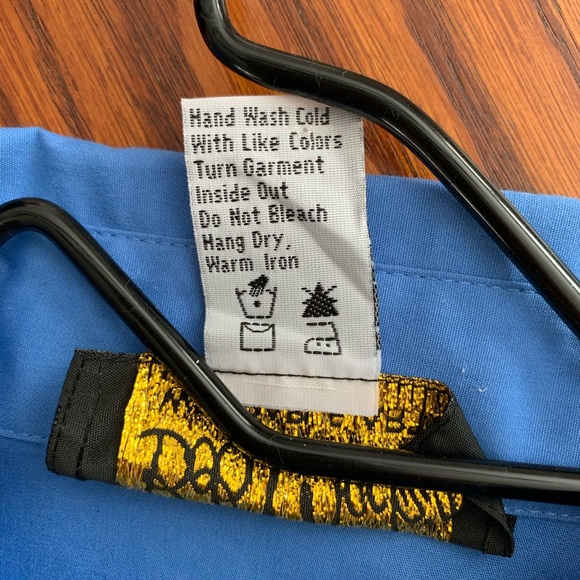 Hand Wash Cold
With Like Colors
Turn Garment
Inside Out
Do Not Bleach
Hang Dry,
Warm Iron